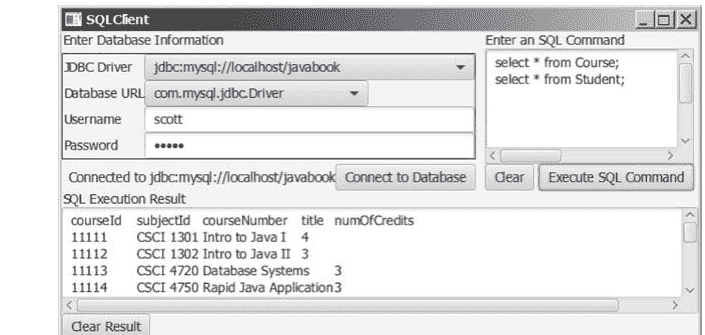 SQLClient
Enter Database Information
JDBC Driver jdbc:mysql://localhost/javabook
Database URL com.mysql.jdbc.Driver
Username scott
Password •••••
Connected to jdbc:mysql://localhost/javabook Connect to Database
Enter an SQL Command
select * from Course;
select * from Student;
Clear Execute SQL Command
SQL Execution Result
courseId subjectId courseNumber title numOfCredits
11111 CSCI 1301 Intro to Java I 4
11112 CSCI 1302 Intro to Java II 3
11113 CSCI 4720 Database Systems 3
11114 CSCI 4750 Rapid Java Application 3
Clear Result